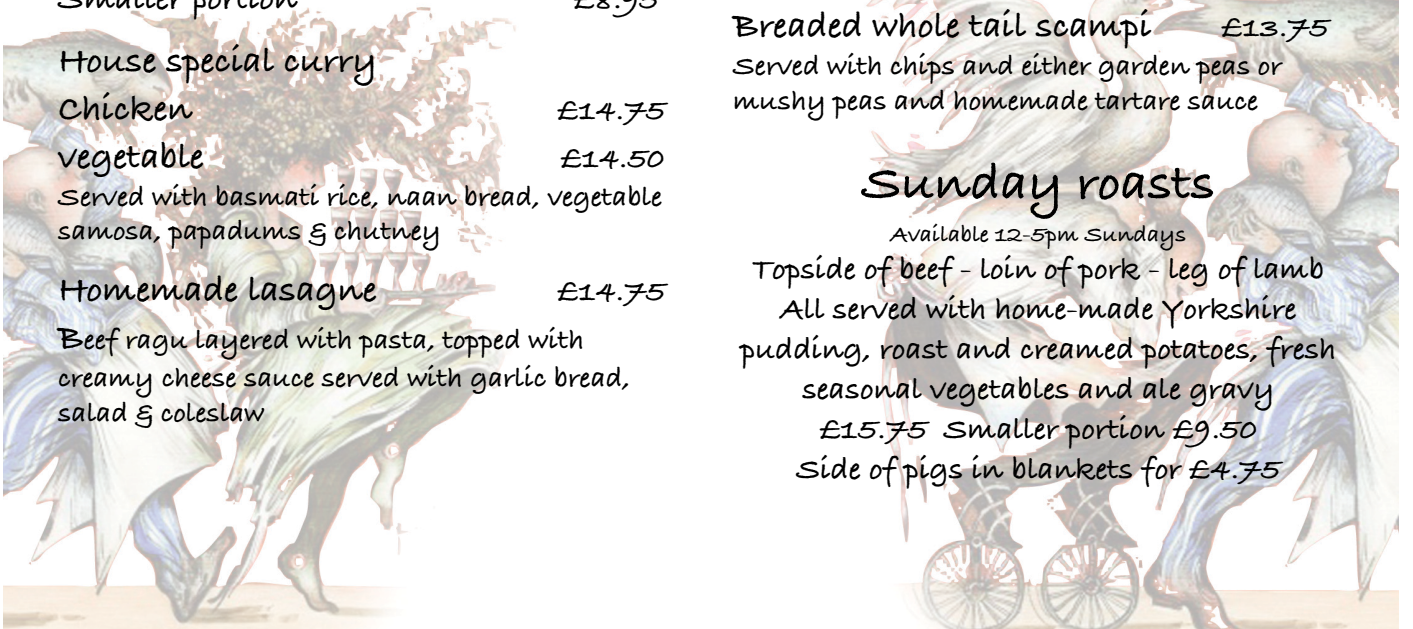 Smaller portion £8.95
House special curry
Chicken £14.75
vegetable £14.50
Served with basmati rice, naan bread, vegetable
samosa, papadums & chutney
Homemade lasagne £14.75
Beef ragu layered with pasta, topped with
creamy cheese sauce served with garlic bread,
salad & coleslaw
Breaded whole tail scampi £13.75
Served with chips and either garden peas or
mushy peas and homemade tartare sauce
Sunday roasts
Available 12-5pm Sundays
Topside of beef - loin of pork - leg of lamb
All served with home-made Yorkshire
pudding, roast and creamed potatoes, fresh
seasonal vegetables and ale gravy
£15.75 Smaller portion £9.50
Side of pigs in blankets for £4.75